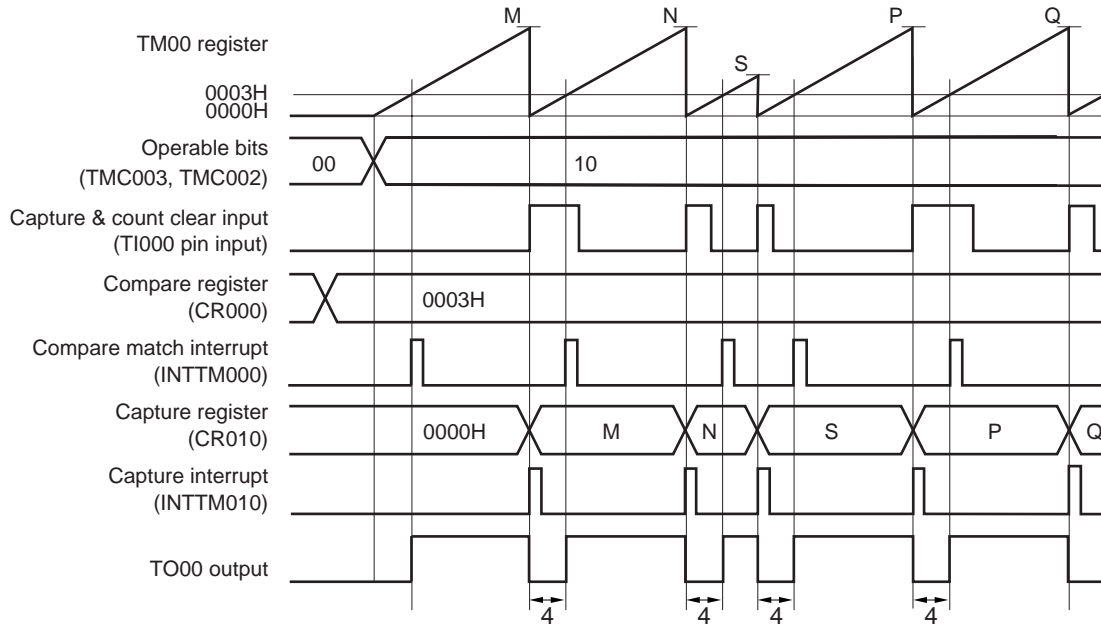 M N P Q
TM00 register
S
0003H
0000H
Operable bits
(TMC003, TMC002)
00 10
Capture & count clear input
(TI000 pin input)
Compare register
(CR000)
0003H
Compare match interrupt
(INTTM000)
Capture register
(CR010)
0000H M N S P Q
Capture interrupt
(INTTM010)
TO00 output
4 4 4 4